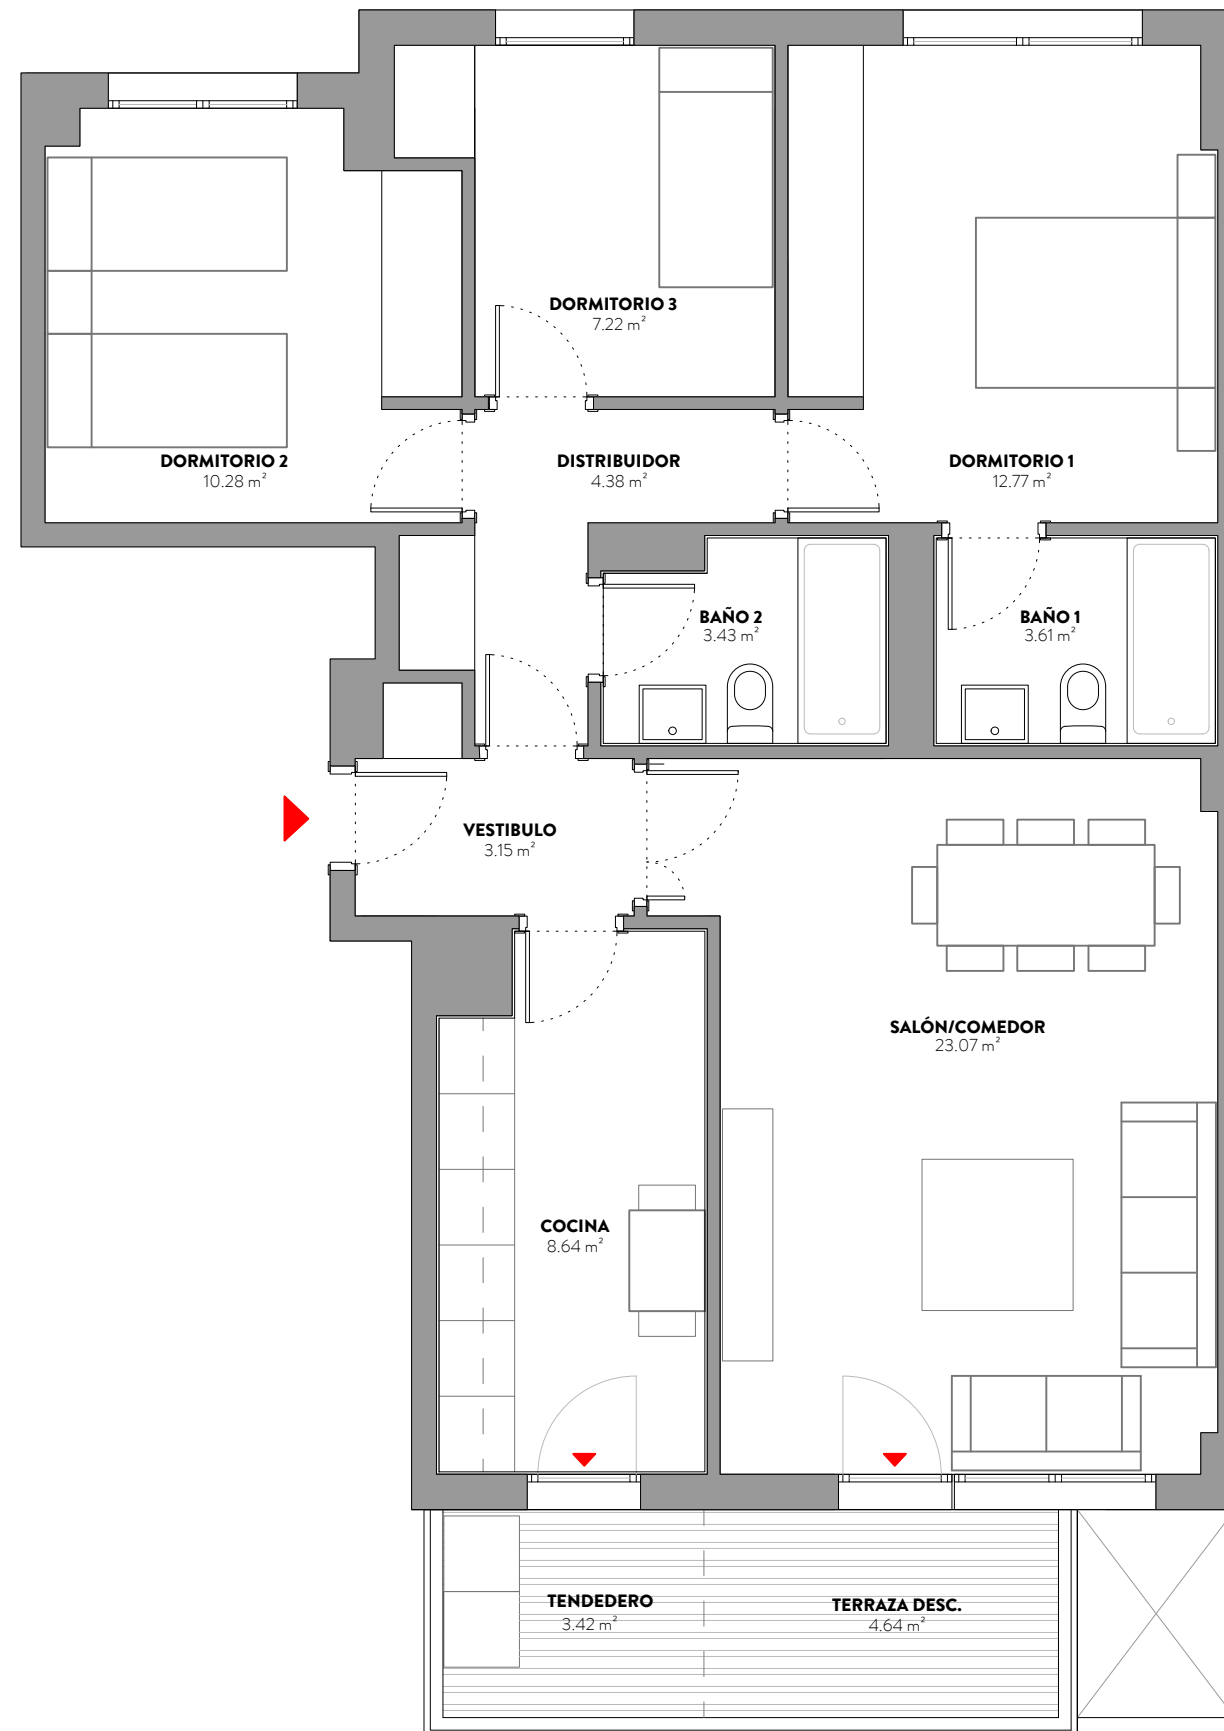 DORMITORIO 3
7.22 m²
DORMITORIO 2
10.28 m²
DISTRIBUIDOR
4.38 m²
DORMITORIO 1
12.77 m²
BAÑO 2
3.43 m²
BAÑO 1
3.61 m²
VESTIBULO
3.15 m²
SALÓN/COMEDOR
23.07 m²
COCINA
8.64 m²
TENDEDERO
3.42 m²
TERRAZA DESC.
4.64 m²